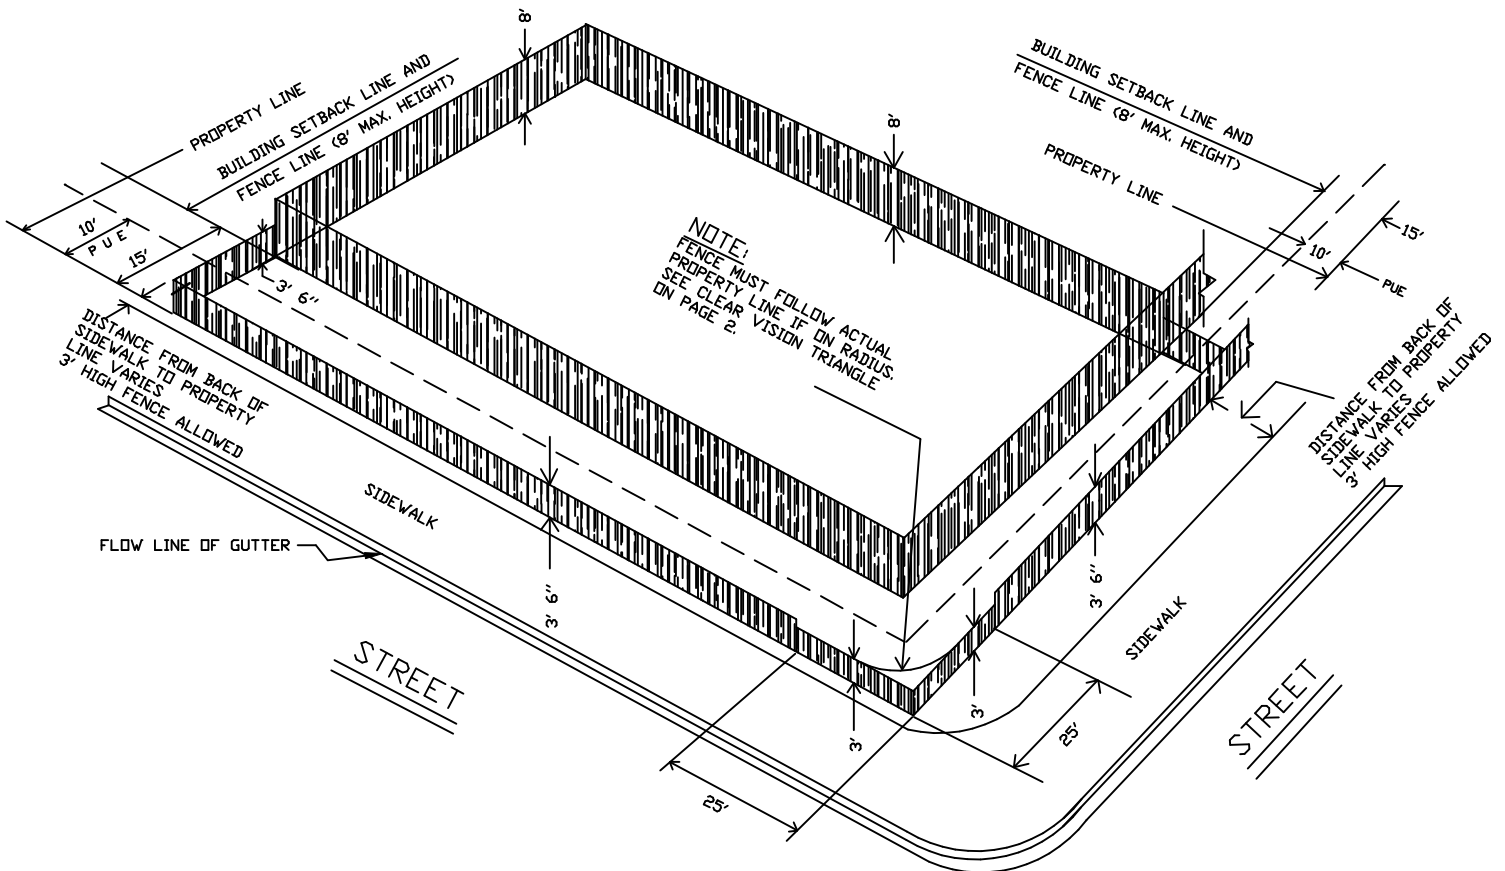 8'
PROPERTY LINE
BUILDING SETBACK LINE AND
FENCE LINE (8' MAX. HEIGHT)
BUILDING SETBACK LINE AND
FENCE LINE (8' MAX. HEIGHT)
PROPERTY LINE
8'
10'
P U E
15'
3' 6"
NOTE:
FENCE MUST FOLLOW ACTUAL
PROPERTY LINE IF ON RADIUS.
SEE CLEAR VISION TRIANGLE
ON PAGE 2.
10'
15'
PUE
DISTANCE FROM BACK OF
SIDEWALK TO PROPERTY
LINE VARIES
3' HIGH FENCE ALLOWED
DISTANCE FROM BACK OF
SIDEWALK TO PROPERTY
LINE VARIES
3' HIGH FENCE ALLOWED
SIDEWALK
FLOW LINE OF GUTTER
3' 6"
3' 6"
SIDEWALK
STREET
3'
3'
25'
25'
STREET